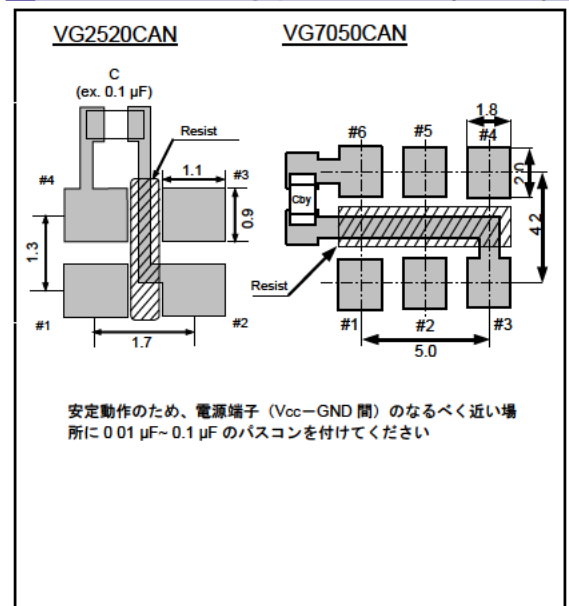 VG2520CAN
VG7050CAN
C
(ex. 0.1 µF)
Resist
#4
1.1
#3
0.9
1.3
#1
#2
1.7
1.8
#6
#5
#4
2.0
Cby
4.2
Resist
#1
#2
#3
5.0
安定動作のため、電源端子（Vcc－GND 間）のなるべく近い場
所に 0 01 µF~ 0.1 µF のパスコンを付けてください